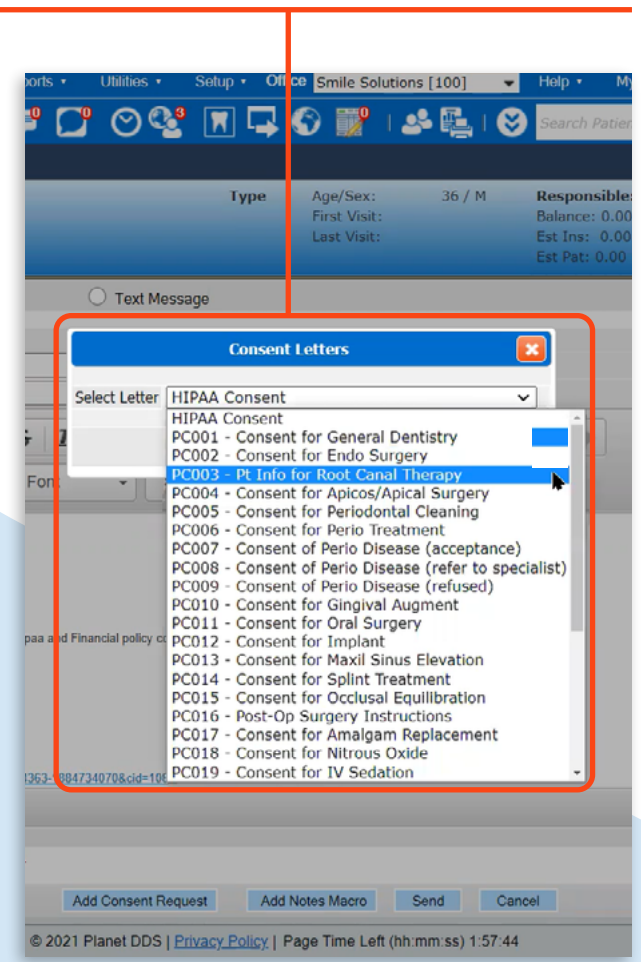 ports Utilities Setup Office Smile Solutions [100] Help My
0 0 3 0 Search Patien
Type Age/Sex: 36 / M Responsible:
First Visit: Balance: 0.00
Last Visit: Est Ins: 0.00
Est Pat: 0.00
Text Message
Consent Letters
Select Letter HIPAA Consent
HIPAA Consent
PC001 - Consent for General Dentistry
PC002 - Consent for Endo Surgery
PC003 - Pt Info for Root Canal Therapy
Font
PC004 - Consent for Apicos/Apical Surgery
PC005 - Consent for Periodontal Cleaning
PC006 - Consent for Perio Treatment
PC007 - Consent of Perio Disease (acceptance)
PC008 - Consent of Perio Disease (refer to specialist)
PC009 - Consent of Perio Disease (refused)
PC010 - Consent for Gingival Augment
PC011 - Consent for Oral Surgery
paa and Financial policy co
PC012 - Consent for Implant
PC013 - Consent for Maxil Sinus Elevation
PC014 - Consent for Splint Treatment
PC015 - Consent for Occlusal Equilibration
PC016 - Post-Op Surgery Instructions
PC017 - Consent for Amalgam Replacement
PC018 - Consent for Nitrous Oxide
PC019 - Consent for IV Sedation
Add Consent Request Add Notes Macro Send Cancel
© 2021 Planet DDS | Privacy Policy | Page Time Left (hh:mm:ss) 1:57:44